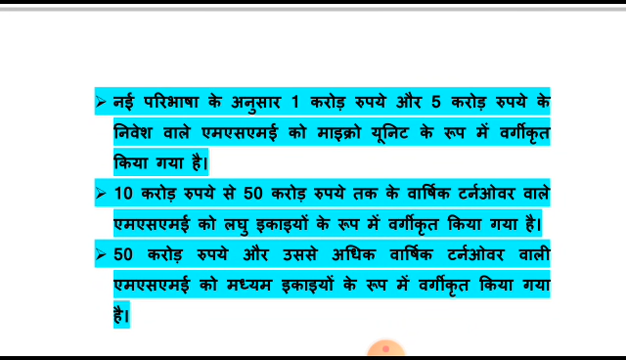 ➢ नई परिभाषा के अनुसार 1 करोड़ रुपये और 5 करोड़ रुपये के
निवेश वाले एमएसएमई को माइक्रो यूनिट के रूप में वर्गीकृत
किया गया है।
➢ 10 करोड़ रुपये से 50 करोड़ रुपये तक के वार्षिक टर्नओवर वाले
एमएसएमई को लघु इकाइयों के रूप में वर्गीकृत किया गया है।
➢ 50 करोड़ रुपये और उससे अधिक वार्षिक टर्नओवर वाली
एमएसएमई को मध्यम इकाइयों के रूप में वर्गीकृत किया गया
है।